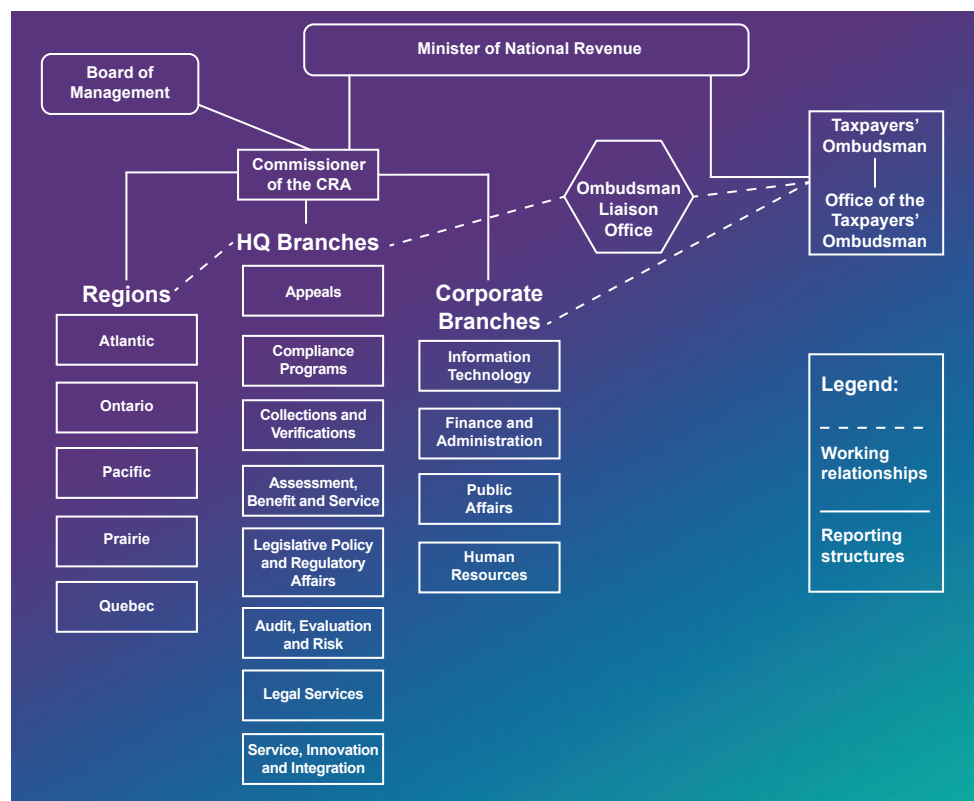 Minister of National Revenue
Board of
Management
Taxpayers’
Ombudsman
Office of the
Taxpayers’
Ombudsman
Commissioner
of the CRA
Ombudsman
Liaison
Office
HQ Branches
Regions
Atlantic
Ontario
Pacific
Prairie
Quebec
Appeals
Compliance
Programs
Collections and
Verifications
Assessment,
Benefit and Service
Legislative Policy
and Regulatory
Affairs
Audit, Evaluation
and Risk
Legal Services
Service, Innovation
and Integration
Corporate
Branches
Information
Technology
Finance and
Administration
Public
Affairs
Human
Resources
Legend:
Working
relationships
Reporting
structures